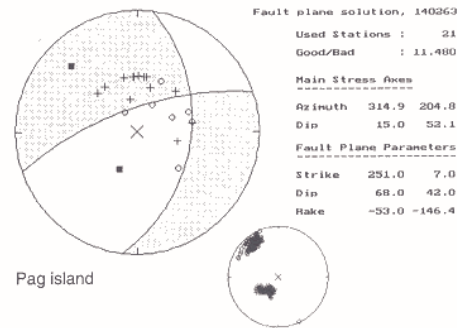 Fault plane solution, 140263
Used Stations : 21
Good/Bad : 11.480
Main Stress Axes
Azimuth 314.9 204.8
Dip 15.0 52.1
Fault Plane Parameters
Strike 251.0 7.0
Dip 68.0 42.0
Rake -53.0 -146.4
Pag island